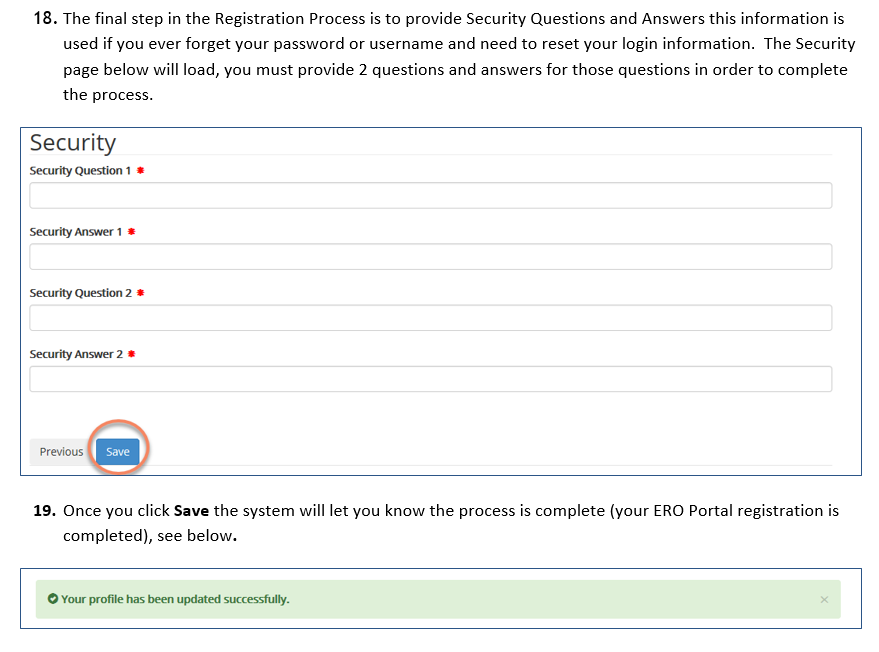 18. The final step in the Registration Process is to provide Security Questions and Answers this information is
used if you ever forget your password or username and need to reset your login information.  The Security
page below will load, you must provide 2 questions and answers for those questions in order to complete
the process.
Security
Security Question 1 *
Security Answer 1 *
Security Question 2 *
Security Answer 2 *
Previous Save
19. Once you click Save the system will let you know the process is complete (your ERO Portal registration is
completed), see below.
Your profile has been updated successfully. ×